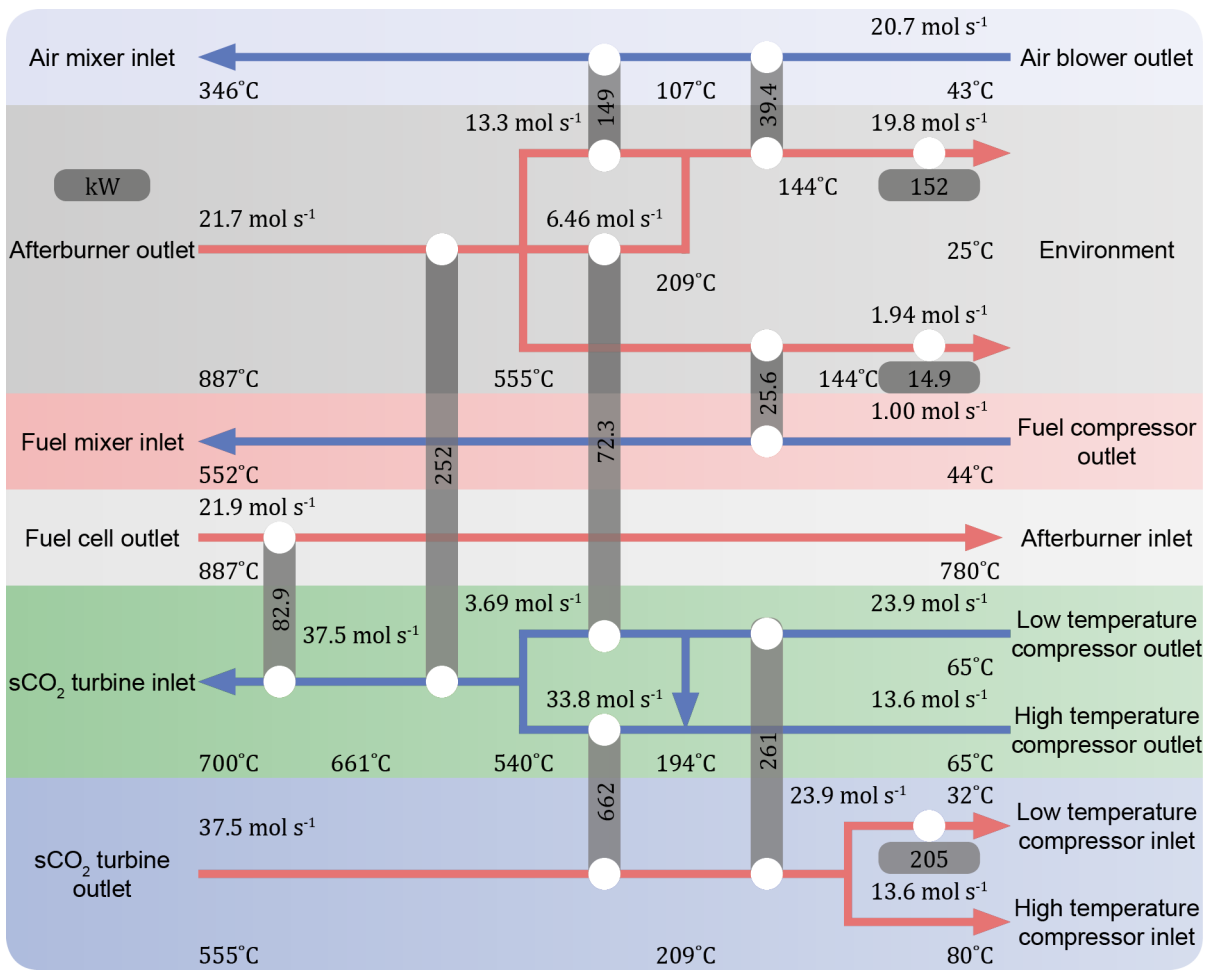 20.7 mol s⁻¹
Air mixer inlet
Air blower outlet
346°C
149
107°C
39.4
43°C
13.3 mol s⁻¹
19.8 mol s⁻¹
kW
144°C
152
21.7 mol s⁻¹
6.46 mol s⁻¹
Afterburner outlet
25°C
Environment
209°C
1.94 mol s⁻¹
887°C
555°C
144°C
14.9
25.6
1.00 mol s⁻¹
Fuel mixer inlet
252
72.3
Fuel compressor
outlet
552°C
44°C
21.9 mol s⁻¹
Fuel cell outlet
Afterburner inlet
887°C
780°C
82.9
3.69 mol s⁻¹
23.9 mol s⁻¹
37.5 mol s⁻¹
Low temperature
compressor outlet
65°C
sCO₂ turbine inlet
33.8 mol s⁻¹
13.6 mol s⁻¹
High temperature
compressor outlet
261
700°C
661°C
540°C
194°C
65°C
662
23.9 mol s⁻¹
32°C
37.5 mol s⁻¹
Low temperature
compressor inlet
sCO₂ turbine
outlet
205
13.6 mol s⁻¹
High temperature
compressor inlet
555°C
209°C
80°C